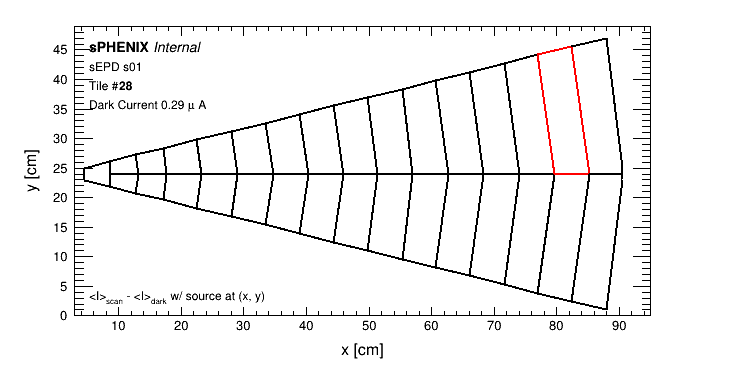 sPHENIX Internal
sEPD s01
Tile #28
Dark Current 0.29 μ A
<I>scan - <I>dark w/ source at (x, y)
y [cm]
45
40
35
30
25
20
15
10
5
0
10 20 30 40 50 60 70 80 90
x [cm]